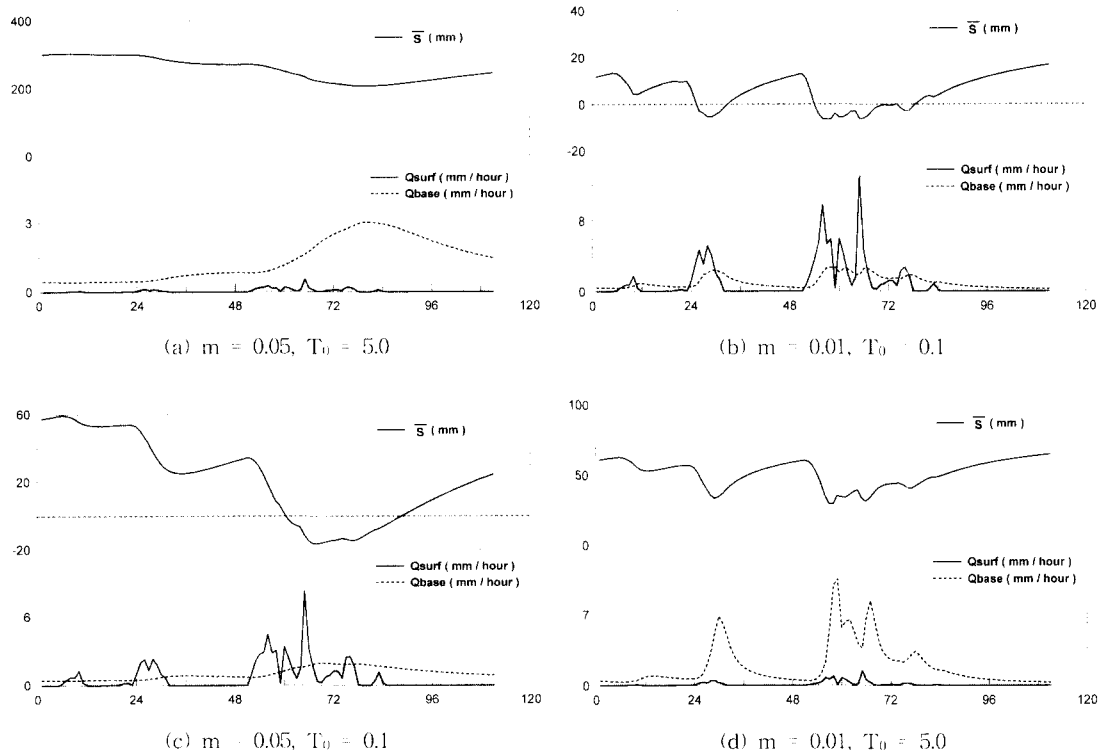 400
200
0
S (mm)
Qsurf ( mm / hour )
Qbase ( mm / hour )
3
0
0 24 48 72 96 120
(a) m = 0.05, T₀ = 5.0
40
20
0
-20
S (mm)
Qsurf ( mm / hour )
Qbase ( mm / hour )
8
0
0 24 48 72 96 120
(b) m = 0.01, T₀ 0.1
60
20
-20
S (mm)
Qsurf ( mm / hour )
Qbase ( mm / hour )
6
0
0 24 48 72 96 120
(c) m 0.05, T₀ = 0.1
100
50
0
S (mm)
Qsurf ( mm / hour )
Qbase ( mm / hour )
7
0
0 24 48 72 96 120
(d) m = 0.01, T₀ = 5.0